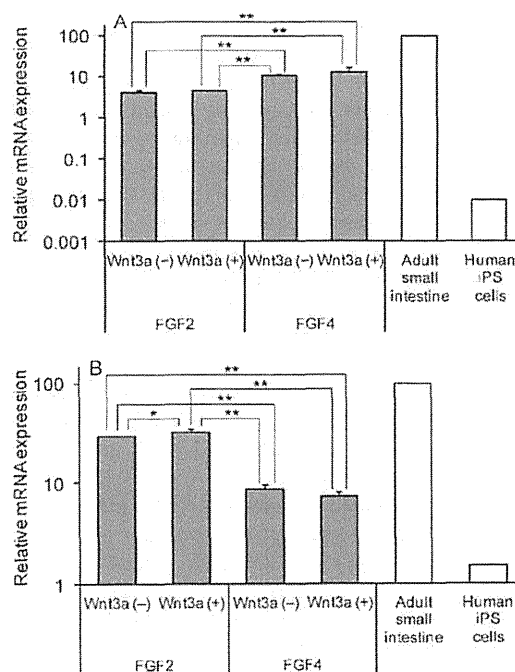 A
Relative mRNA expression
**
**
**
**
100
10
1
0.1
0.01
0.001
Wnt3a (−) Wnt3a (+) Wnt3a (−) Wnt3a (+)
FGF2 FGF4
Adult
small
intestine
Human
iPS
cells
B
Relative mRNA expression
**
**
**
* **
100
10
1
Wnt3a (−) Wnt3a (+) Wnt3a (−) Wnt3a (+)
FGF2 FGF4
Adult
small
intestine
Human
iPS
cells